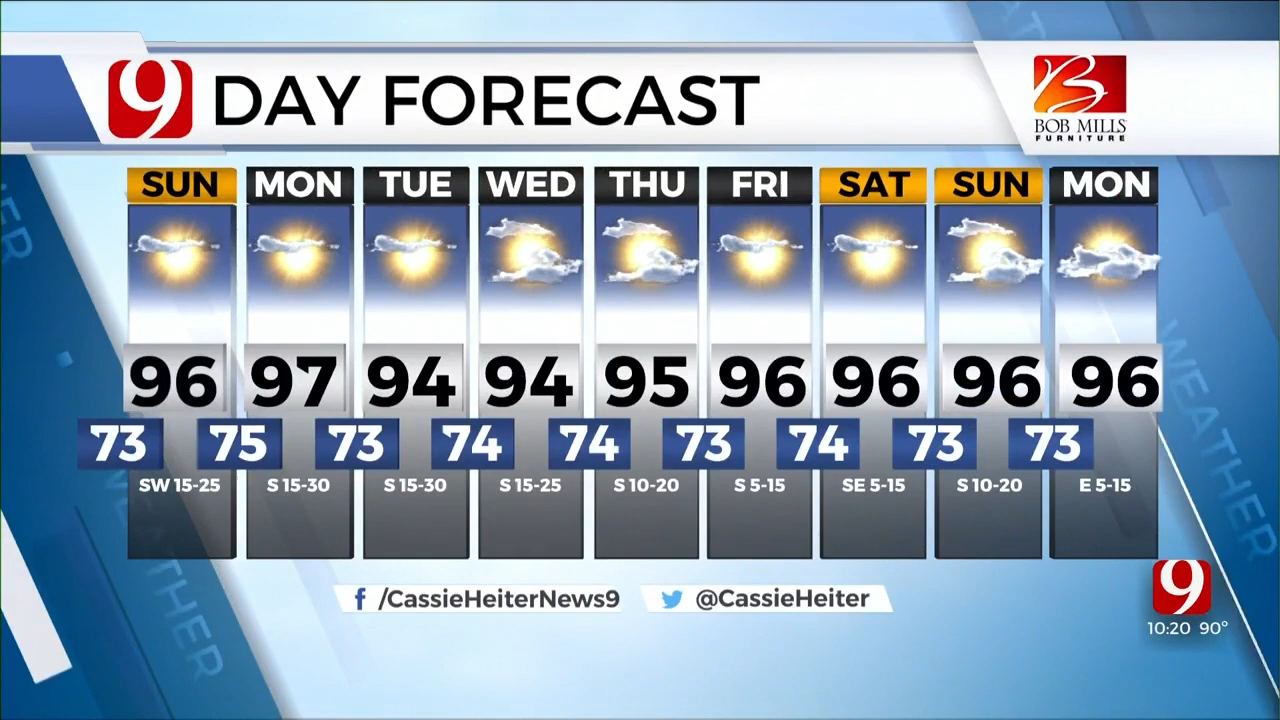 9 DAY FORECAST
B
BOB MILLS
FURNITURE
SUN MON TUE WED THU FRI SAT SUN MON
96 97 94 94 95 96 96 96 96
73 75 73 74 74 73 74 73 73
SW 15-25 S 15-30 S 15-30 S 15-25 S 10-20 S 5-15 SE 5-15 S 10-20 E 5-15
f /CassieHeiterNews9 @CassieHeiter
9
10:20 90°
WEATHER
WEATHER
WEATHER